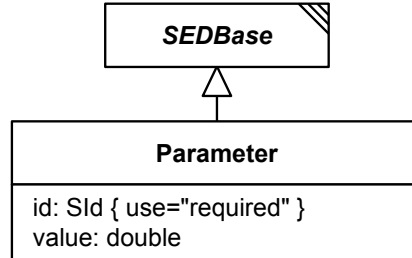 SEDBase
Parameter
id: SId { use="required" }
value: double